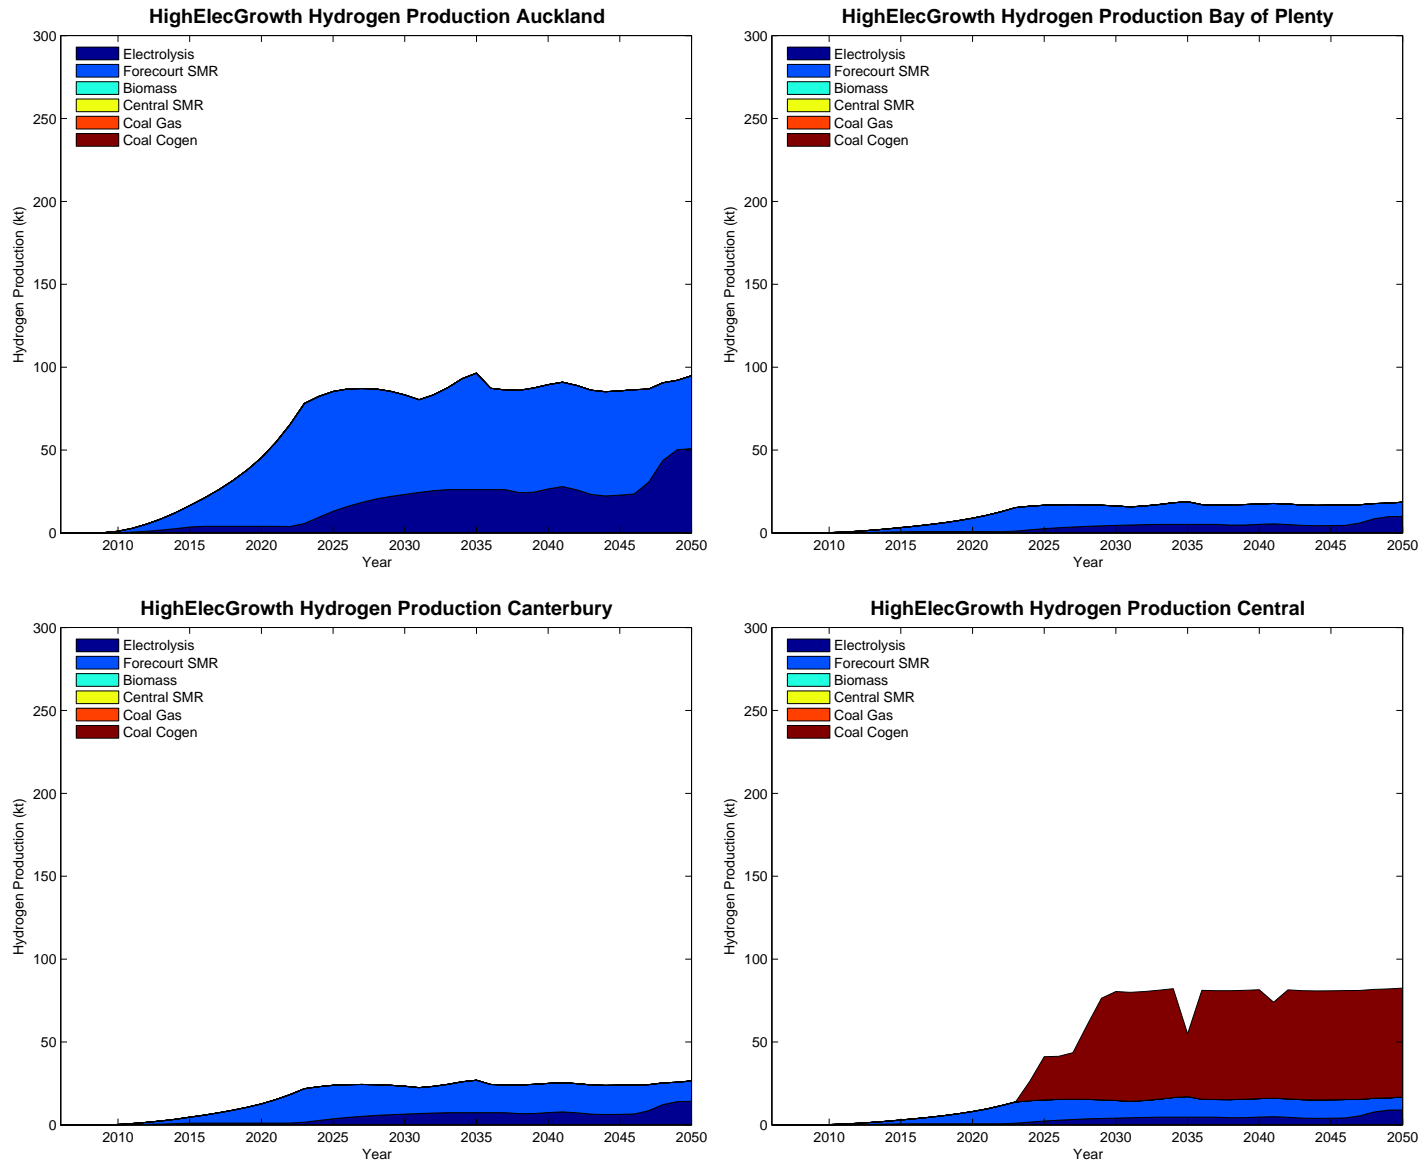 HighElecGrowth Hydrogen Production Auckland
300
250
200
150
100
50
0
Hydrogen Production (kt)
Electrolysis
Forecourt SMR
Biomass
Central SMR
Coal Gas
Coal Cogen
2010 2015 2020 2025 2030 2035 2040 2045 2050
Year
HighElecGrowth Hydrogen Production Bay of Plenty
300
250
200
150
100
50
0
Hydrogen Production (kt)
Electrolysis
Forecourt SMR
Biomass
Central SMR
Coal Gas
Coal Cogen
2010 2015 2020 2025 2030 2035 2040 2045 2050
Year
HighElecGrowth Hydrogen Production Canterbury
300
250
200
150
100
50
0
Hydrogen Production (kt)
Electrolysis
Forecourt SMR
Biomass
Central SMR
Coal Gas
Coal Cogen
2010 2015 2020 2025 2030 2035 2040 2045 2050
Year
HighElecGrowth Hydrogen Production Central
300
250
200
150
100
50
0
Hydrogen Production (kt)
Electrolysis
Forecourt SMR
Biomass
Central SMR
Coal Gas
Coal Cogen
2010 2015 2020 2025 2030 2035 2040 2045 2050
Year